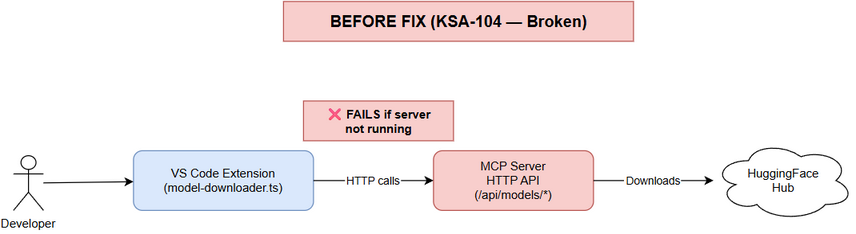 BEFORE FIX (KSA-104 — Broken)
❌ FAILS if server
not running
Developer
VS Code Extension
(model-downloader.ts)
HTTP calls
MCP Server
HTTP API
(/api/models/*)
Downloads
HuggingFace
Hub